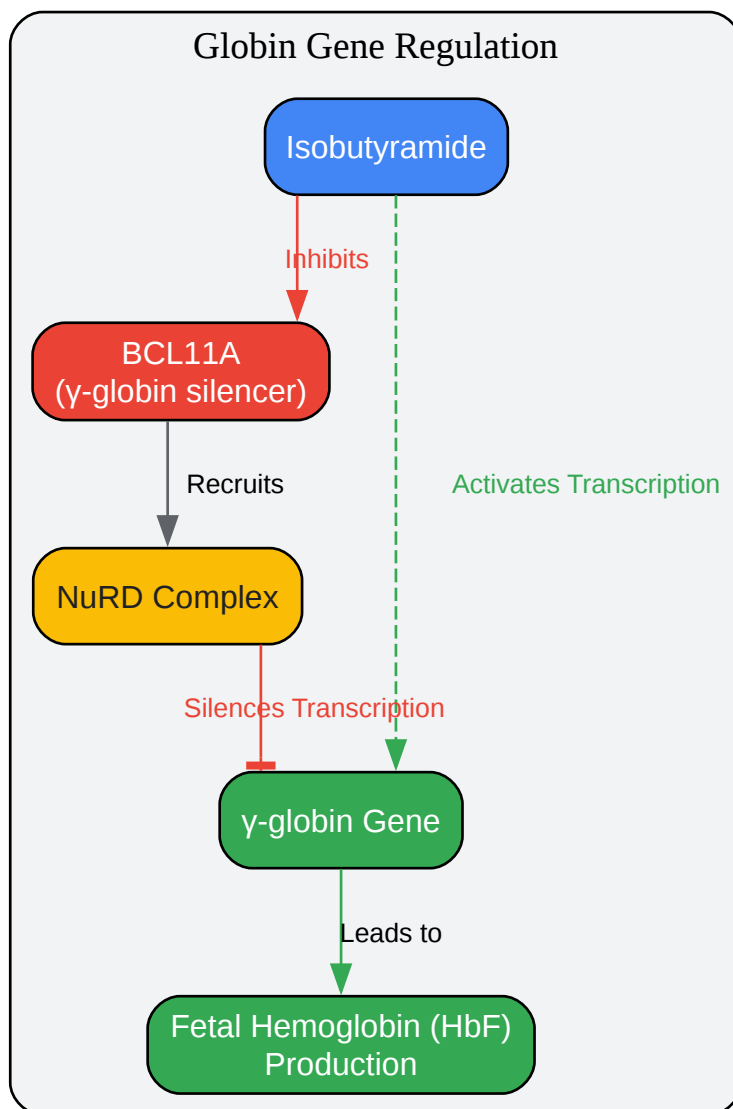 Globin Gene Regulation
Isobutyramide
Inhibits
BCL11A
(γ-globin silencer)
Recruits
Activates Transcription
NuRD Complex
Silences Transcription
γ-globin Gene
Leads to
Fetal Hemoglobin (HbF)
Production